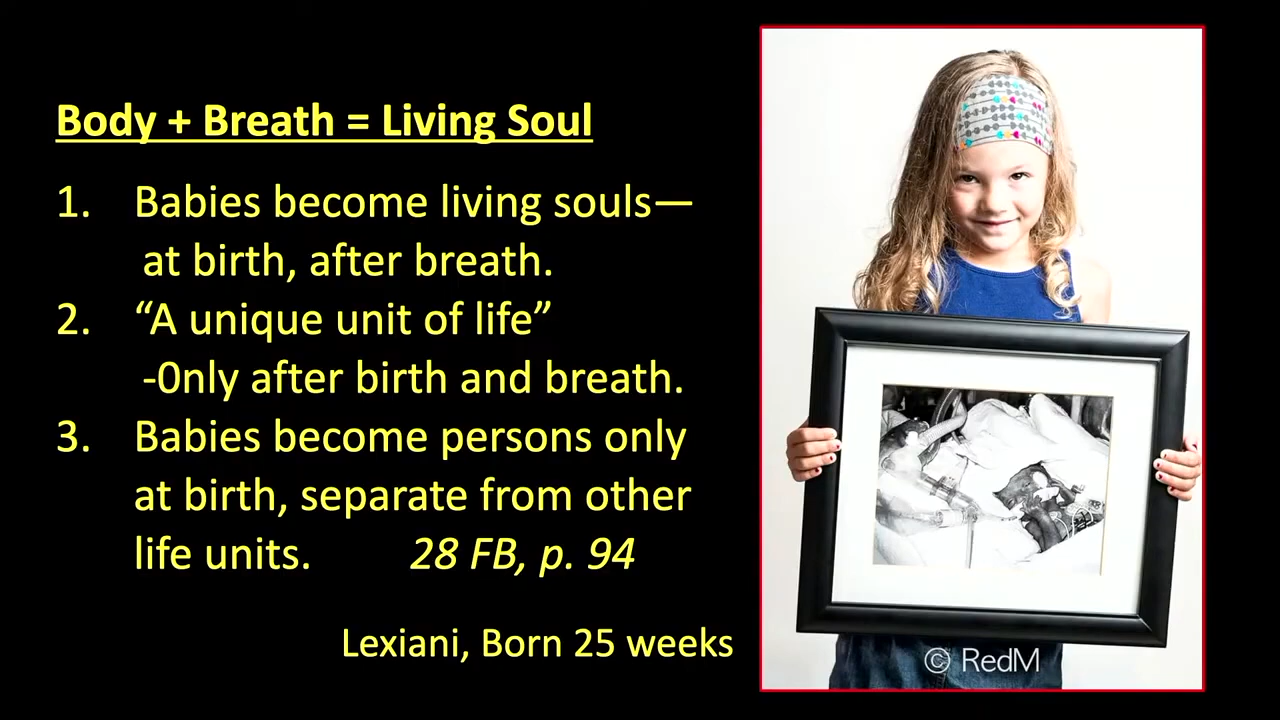 Body + Breath = Living Soul
1. Babies become living souls—
at birth, after breath.
2. “A unique unit of life”
-0nly after birth and breath.
3. Babies become persons only
at birth, separate from other
life units. 28 FB, p. 94
Lexiani, Born 25 weeks
© RedM